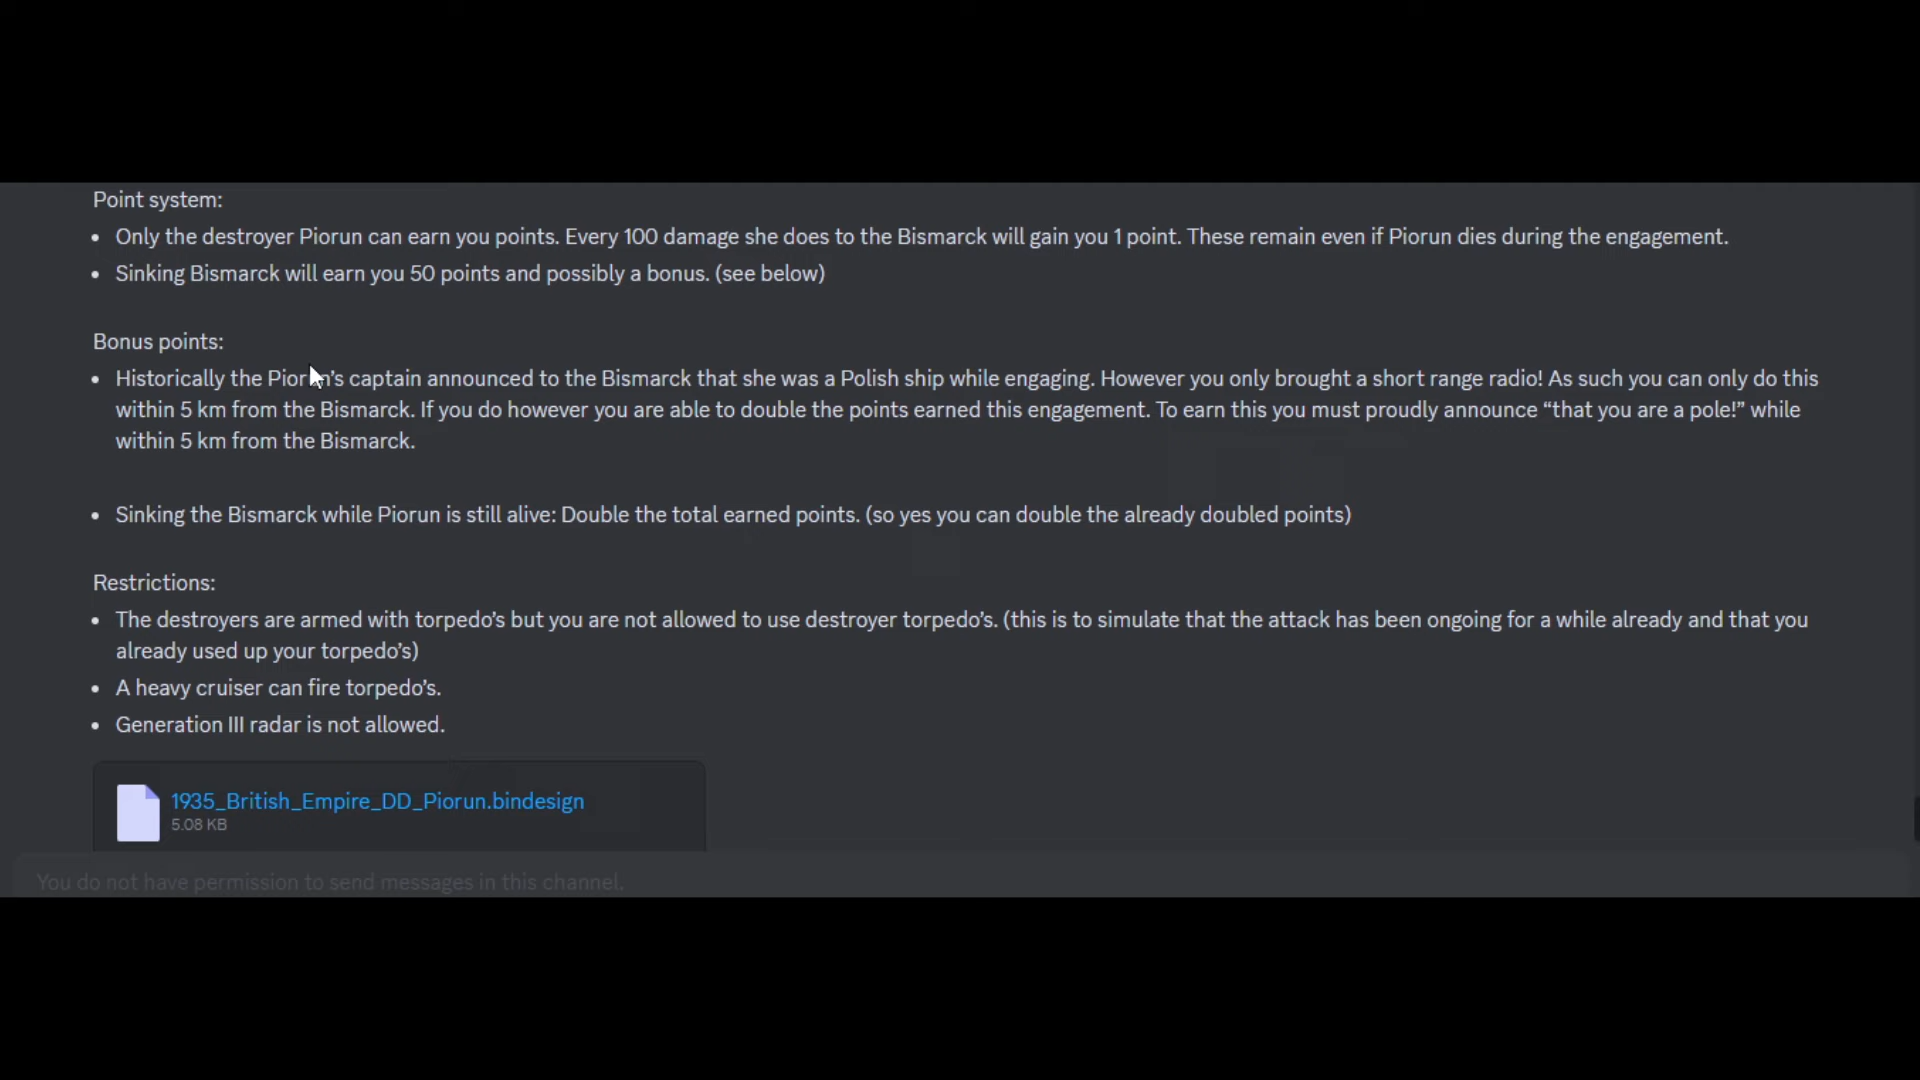 Point system:
• Only the destroyer Piorun can earn you points. Every 100 damage she does to the Bismarck will gain you 1 point. These remain even if Piorun dies during the engagement.
• Sinking Bismarck will earn you 50 points and possibly a bonus. (see below)
Bonus points:
• Historically the Piorun's captain announced to the Bismarck that she was a Polish ship while engaging. However you only brought a short range radio! As such you can only do this
within 5 km from the Bismarck. If you do however you are able to double the points earned this engagement. To earn this you must proudly announce “that you are a pole!” while
within 5 km from the Bismarck.
• Sinking the Bismarck while Piorun is still alive: Double the total earned points. (so yes you can double the already doubled points)
Restrictions:
• The destroyers are armed with torpedo’s but you are not allowed to use destroyer torpedo’s. (this is to simulate that the attack has been ongoing for a while already and that you
already used up your torpedo’s)
• A heavy cruiser can fire torpedo’s.
• Generation III radar is not allowed.
1935_British_Empire_DD_Piorun.bindesign
5.08 KB
You do not have permission to send messages in this channel.